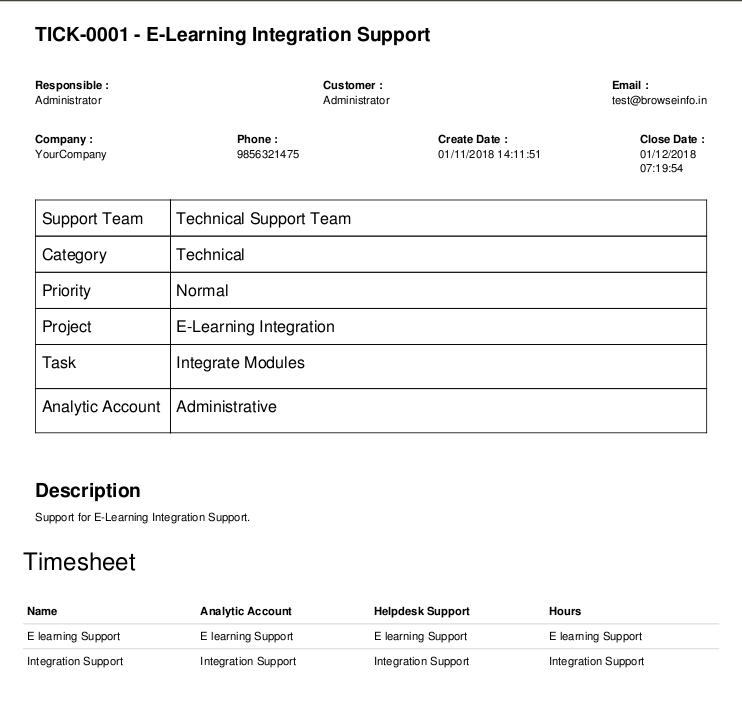 TICK-0001 - E-Learning Integration Support
Responsible : Customer : Email :
Administrator Administrator test@browseinfo.in
Company : Phone : Create Date : Close Date :
YourCompany 9856321475 01/11/2018 14:11:51 01/12/2018
07:19:54
Support Team Technical Support Team
Category Technical
Priority Normal
Project E-Learning Integration
Task Integrate Modules
Analytic Account Administrative
Description
Support for E-Learning Integration Support.
Timesheet
Name Analytic Account Helpdesk Support Hours
E learning Support E learning Support E learning Support E learning Support
Integration Support Integration Support Integration Support Integration Support